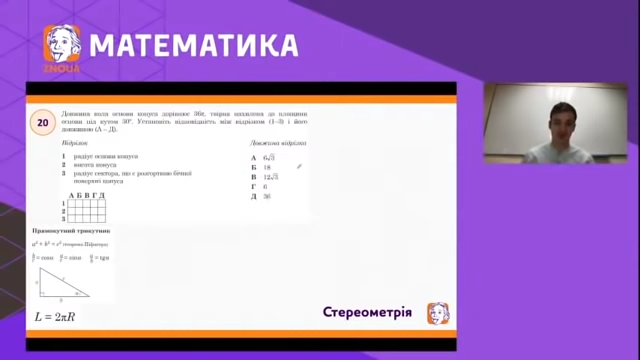 ZNOUA
МАТЕМАТИКА
20
Довжина кола основи конуса дорівнює 36π, твірна нахилена до площини
основи під кутом 30°. Установіть відповідність між відрізком (1–3) і його
довжиною (А – Д).
Відрізок
Довжина відрізка
1 радіус основи конуса
2 висота конуса
3 радіус сектора, що є розгорткою бічної
поверхні конуса
А 6√3
Б 18
В 12√3
Г 6
Д 36
А Б В Г Д
1
2
3
Прямокутний трикутник
a² + b² = c² (теорема Піфагора)
L = 2πR
Стереометрія